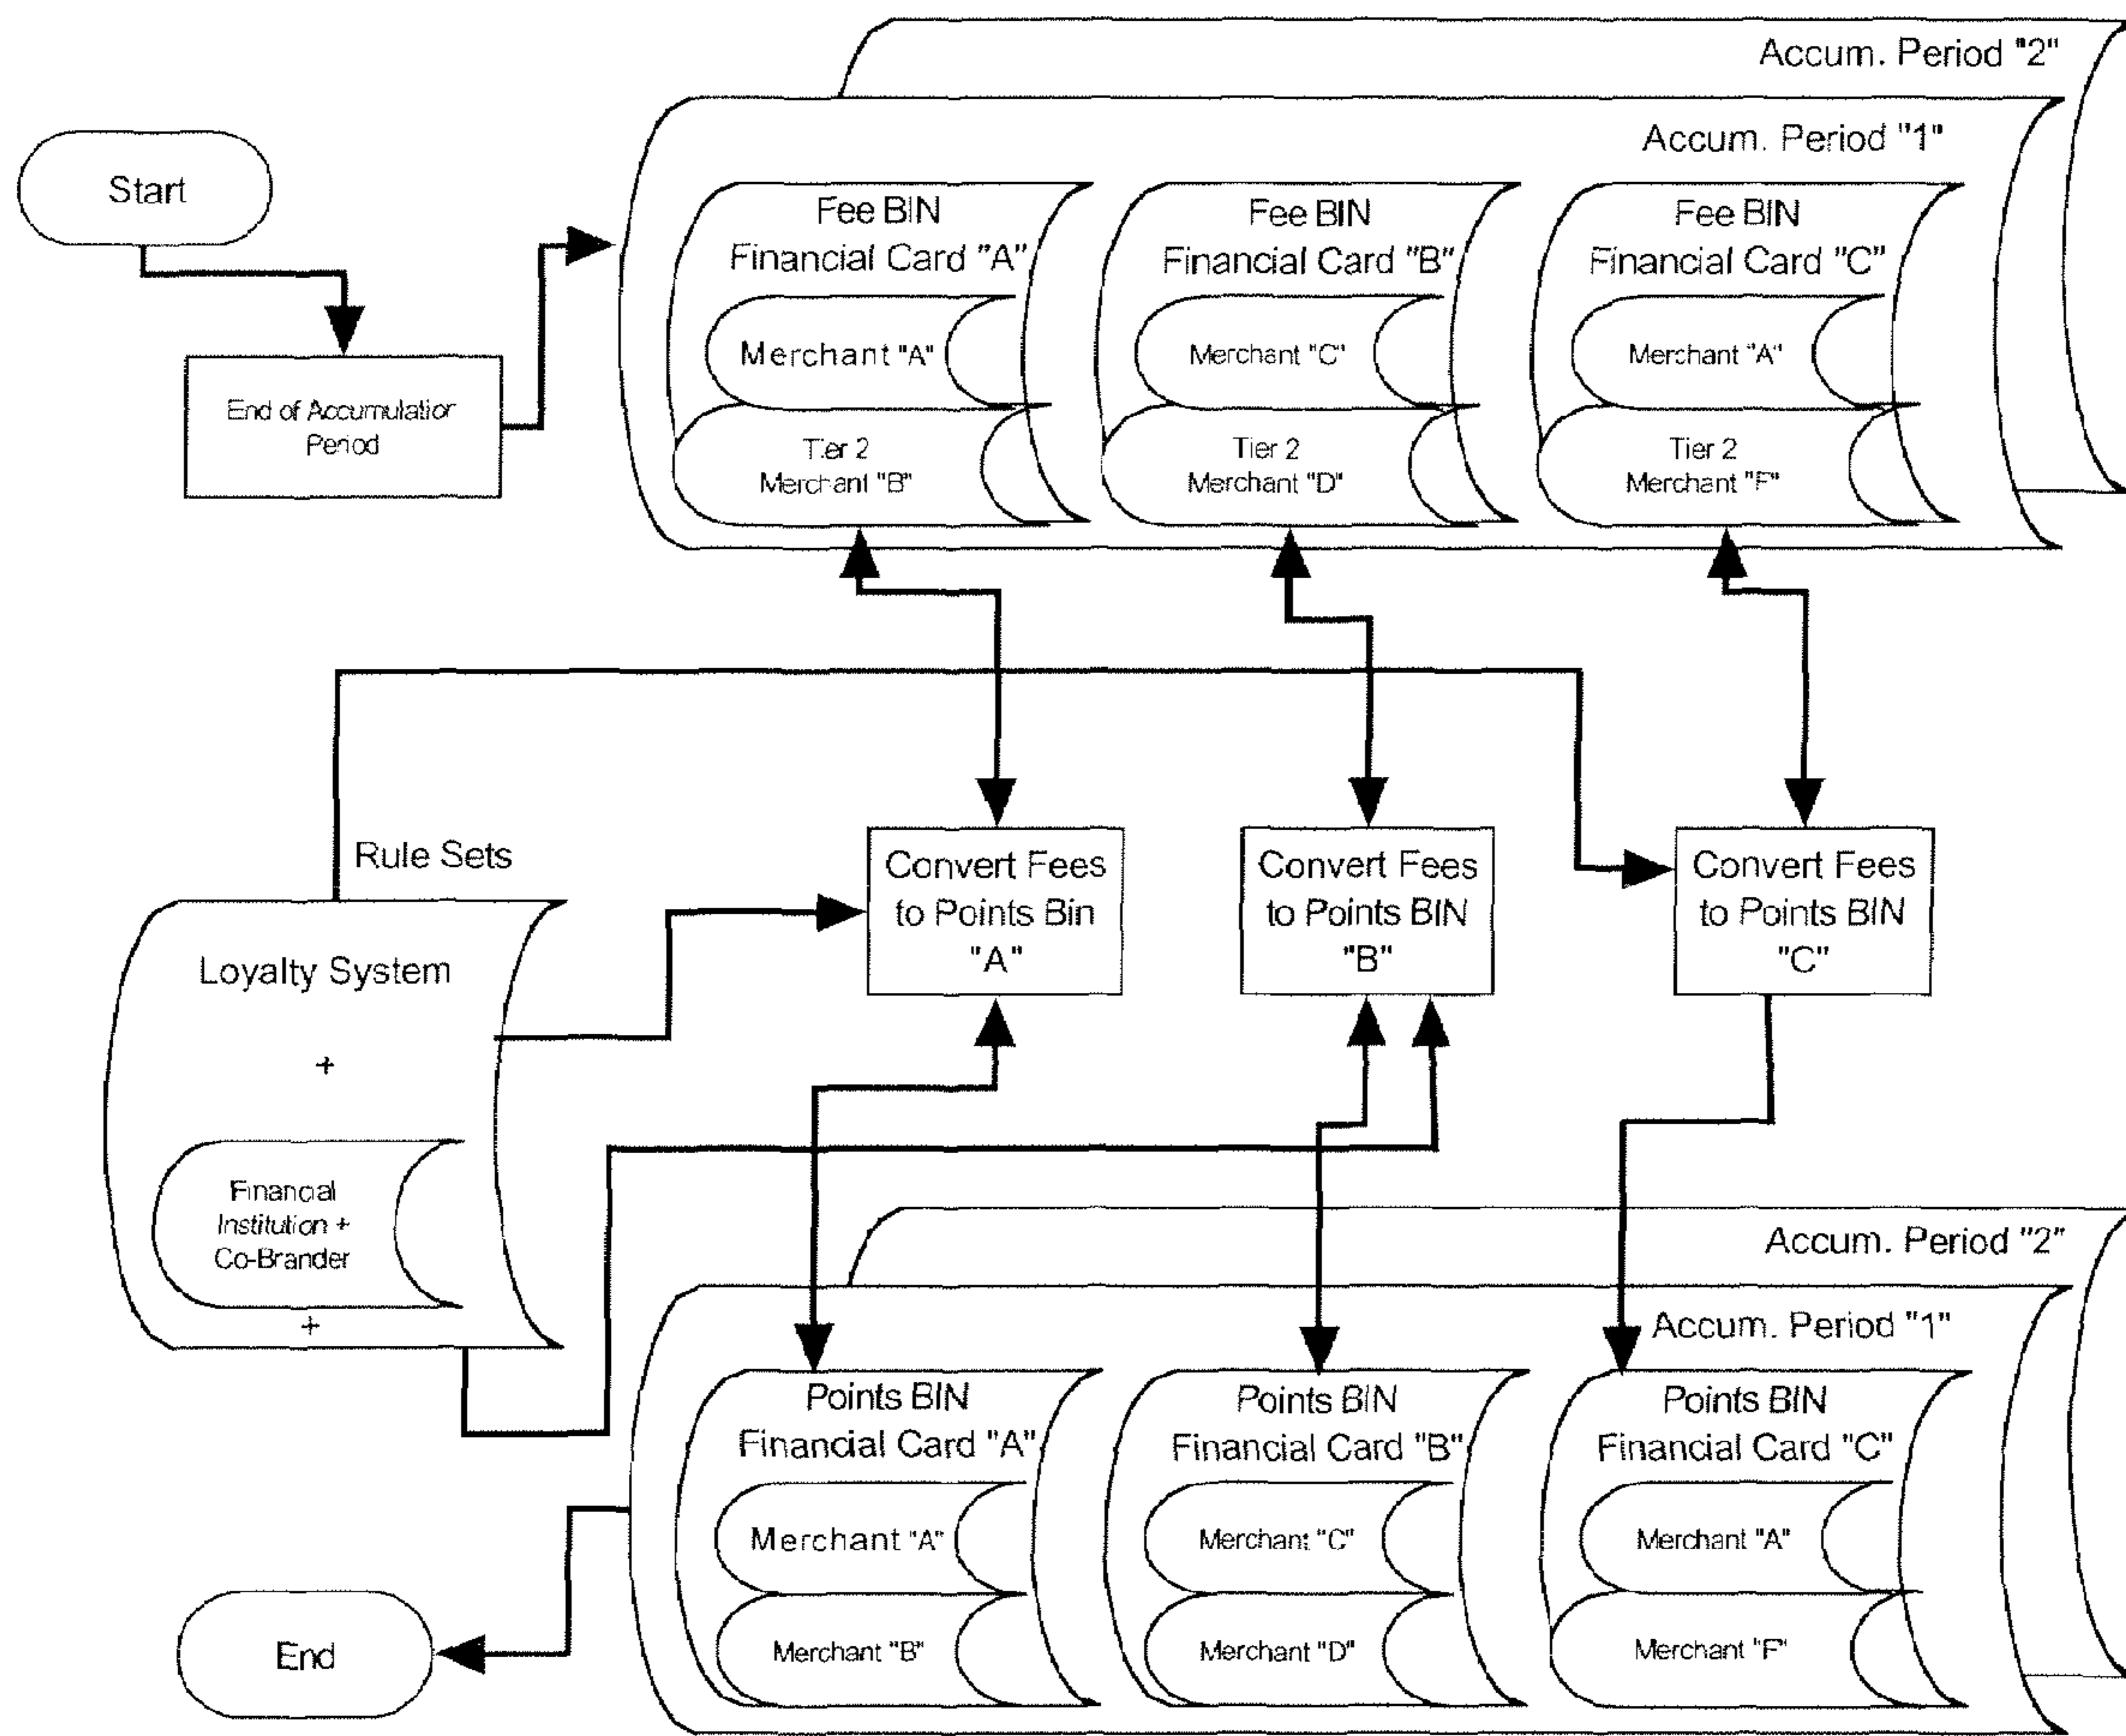 Accum. Period "2"
Accum. Period "1"
Start
Fee BIN
Financial Card "A"
Fee BIN
Financial Card "B"
Fee BIN
Financial Card "C"
Merchant "A"
Merchant "C"
Merchant "A"
End of Accumulation
Period
Tier 2
Merchant "B"
Tier 2
Merchant "D"
Tier 2
Merchant "F"
Rule Sets
Convert Fees
to Points Bin
"A"
Convert Fees
to Points BIN
"B"
Convert Fees
to Points BIN
"C"
Loyalty System
+
Financial
Institution +
Co-Brander
+
Accum. Period "2"
Accum. Period "1"
Points BIN
Financial Card "A"
Points BIN
Financial Card "B"
Points BIN
Financial Card "C"
Merchant "A"
Merchant "C"
Merchant "A"
Merchant "B"
Merchant "D"
Merchant "F"
End